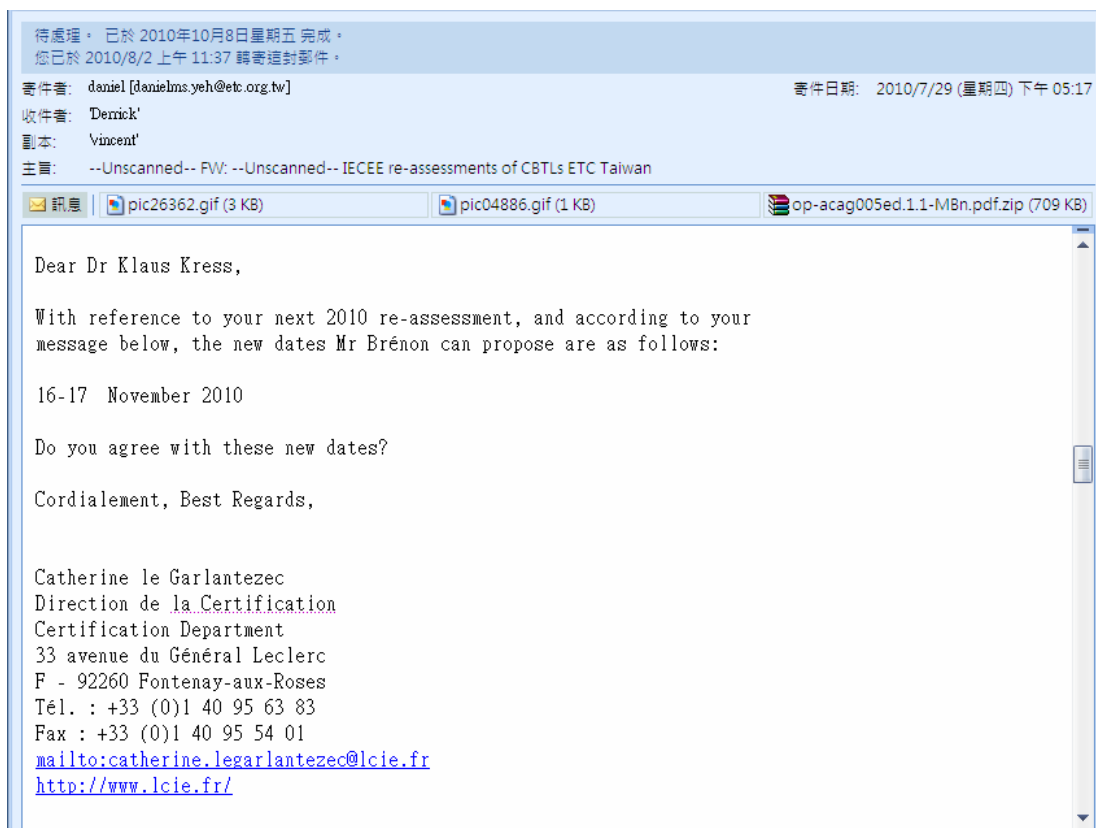 待處理。 已於 2010年10月8日星期五 完成。
您已於 2010/8/2 上午 11:37 轉寄這封郵件。
寄件者: daniel [danielms.yeh@etc.org.tw] 寄件日期: 2010/7/29 (星期四) 下午 05:17
收件者: 'Derrick'
副本: 'vincent'
主旨: --Unscanned-- FW: --Unscanned-- IECEE re-assessments of CBTLs ETC Taiwan
訊息 pic26362.gif (3 KB) pic04886.gif (1 KB) op-acag005ed.1.1-MBn.pdf.zip (709 KB)
Dear Dr Klaus Kress,
With reference to your next 2010 re-assessment, and according to your
message below, the new dates Mr Brénon can propose are as follows:
16-17 November 2010
Do you agree with these new dates?
Cordialement, Best Regards,
Catherine le Garlantezec
Direction de la Certification
Certification Department
33 avenue du Général Leclerc
F - 92260 Fontenay-aux-Roses
Tél. : +33 (0)1 40 95 63 83
Fax : +33 (0)1 40 95 54 01
mailto:catherine.legarlantezec@lcie.fr
http://www.lcie.fr/